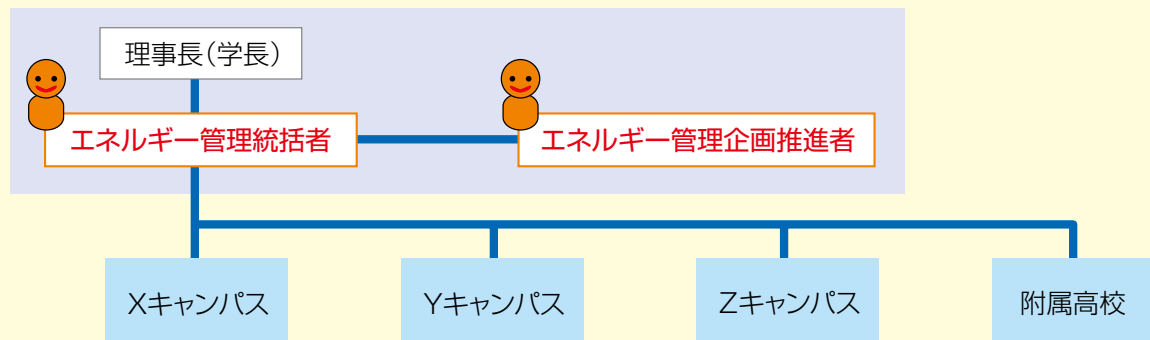 理事長(学長)
エネルギー管理統括者
エネルギー管理企画推進者
Xキャンパス
Yキャンパス
Zキャンパス
附属高校